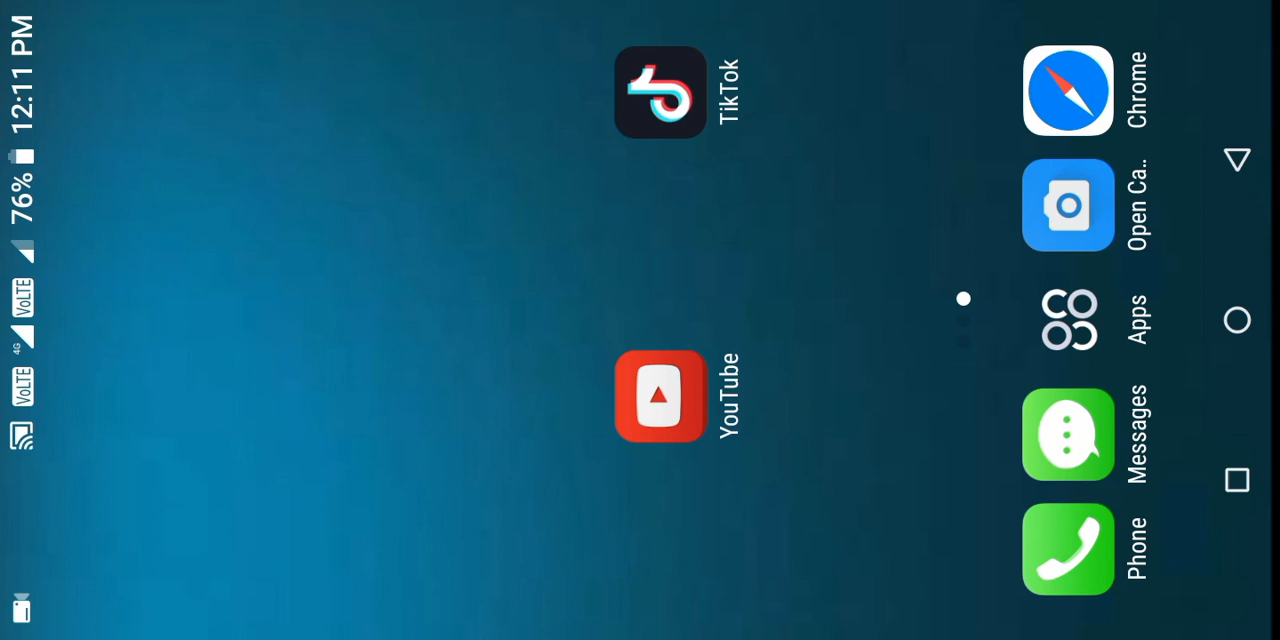 VoLTE 4G VoLTE 76% 12:11 PM
YouTube TikTok
Phone Messages Apps Open Ca.. Chrome